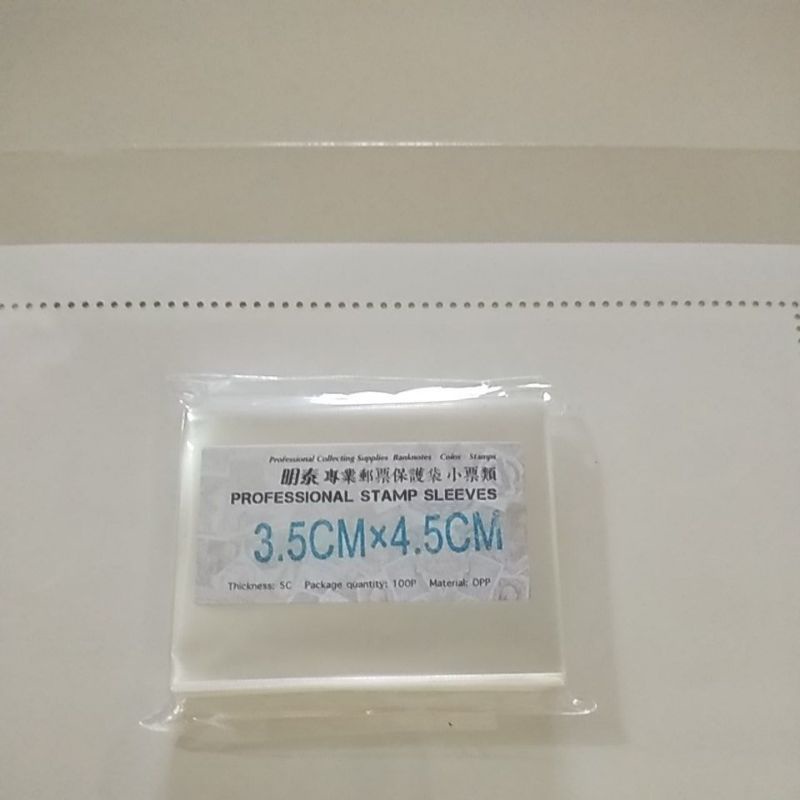 Professional Collecting Supplies Banknotes Coins Stamps
明泰 專業郵票保護袋 小票類
PROFESSIONAL STAMP SLEEVES
3.5CM×4.5CM
Thickness: 5C Package quantity: 100P Material: OPP